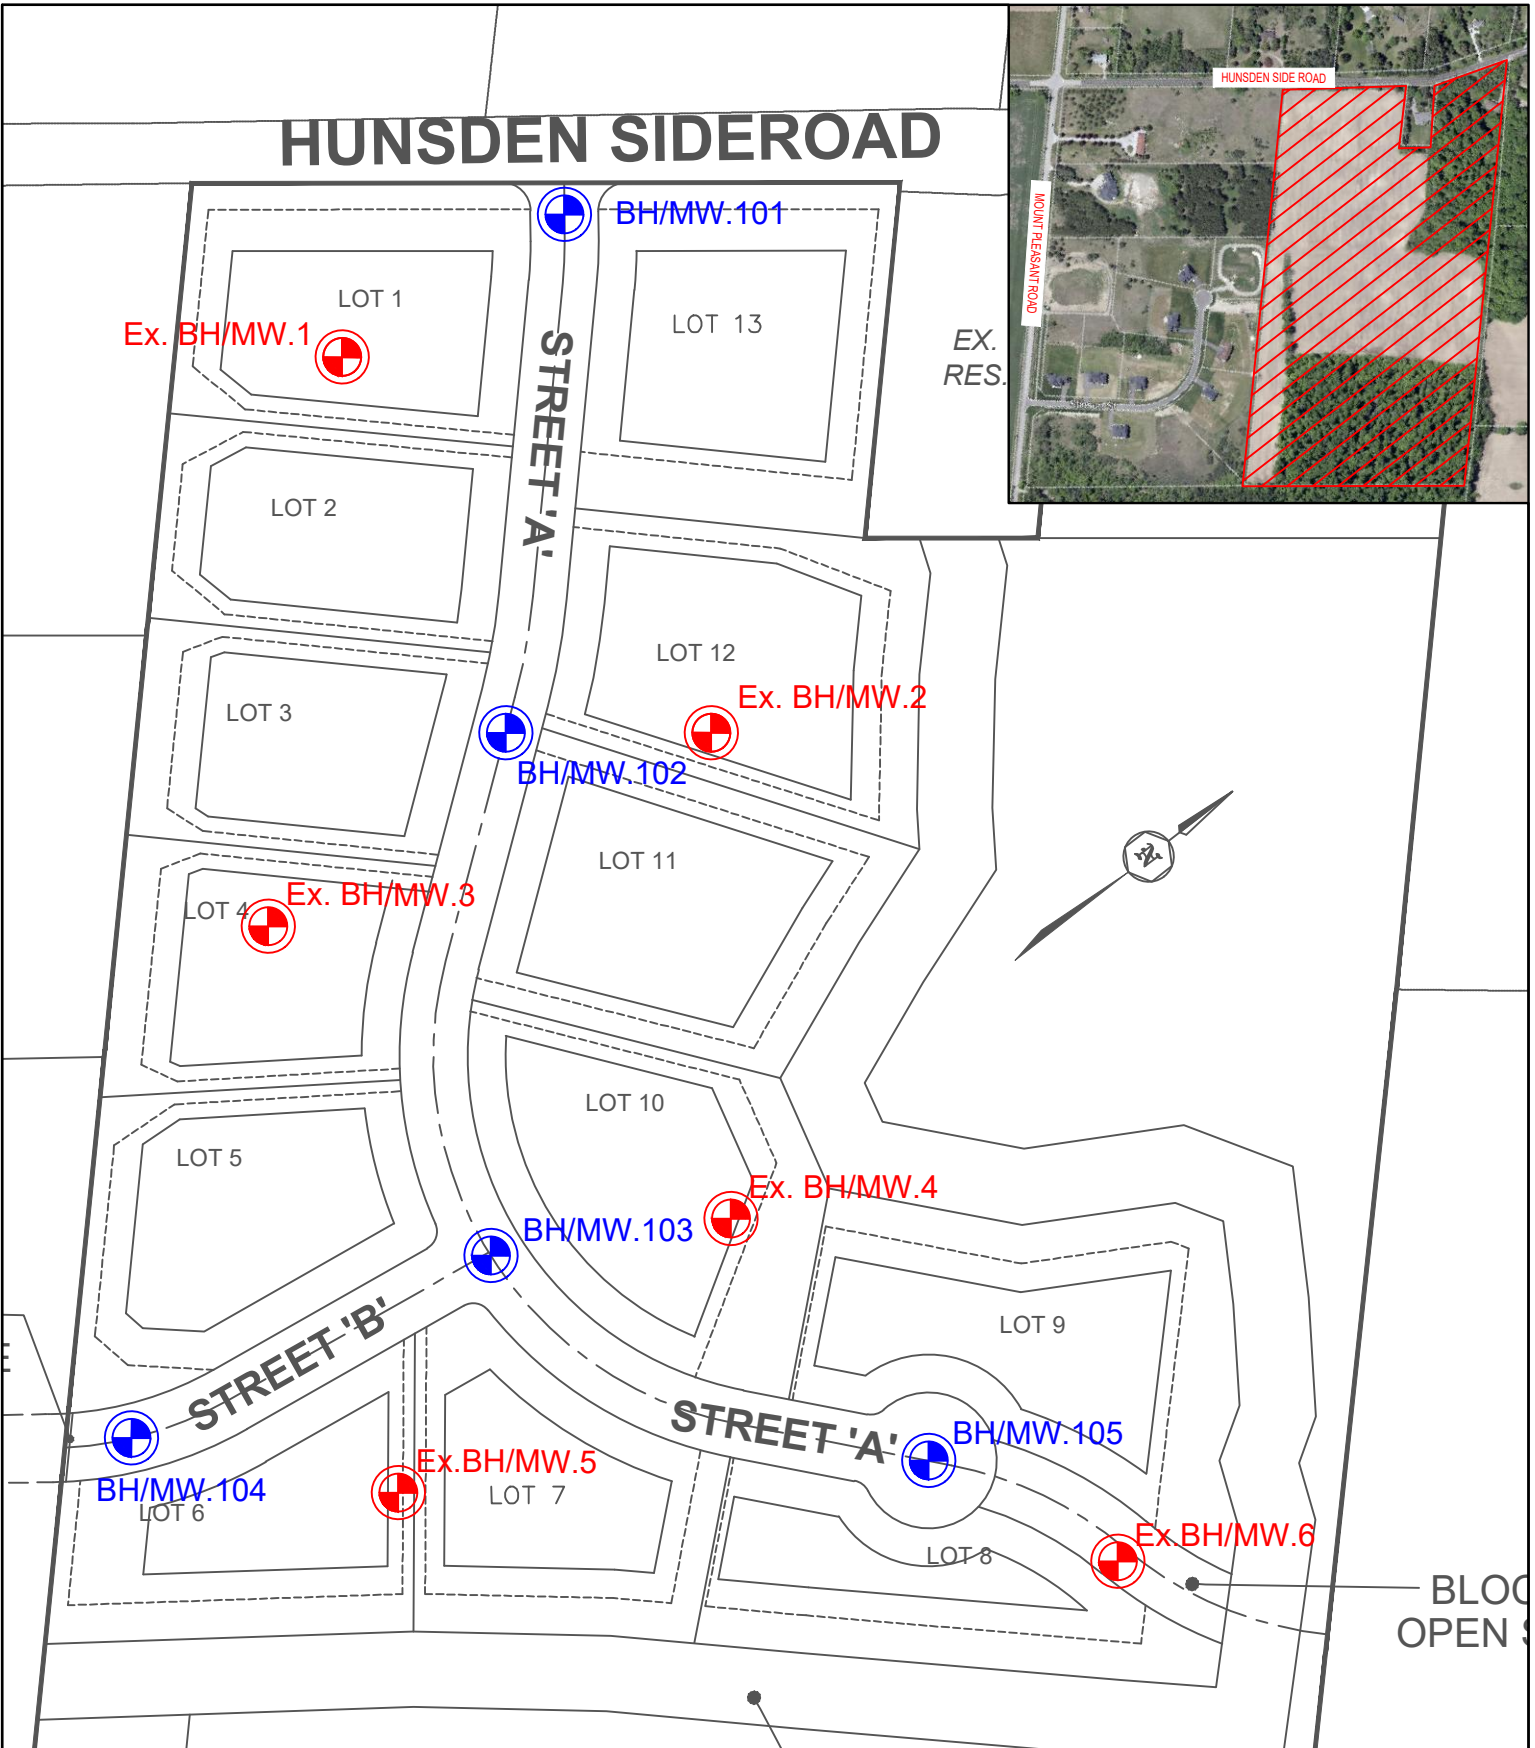 HUNSDEN SIDEROAD
HUNSDEN SIDE ROAD
MOUNT PLEASANT ROAD
BH/MW.101
LOT 1
LOT 13
Ex. BH/MW.1
STREET 'A'
EX.
RES.
LOT 2
LOT 12
Ex. BH/MW.2
LOT 3
BH/MW.102
LOT 11
Ex. BH/MW.3
LOT 4
N
LOT 10
LOT 5
Ex. BH/MW.4
BH/MW.103
STREET 'B'
LOT 9
E
STREET 'A'
BH/MW.105
Ex.BH/MW.5
BH/MW.104
LOT 7
LOT 6
Ex.BH/MW.6
LOT 8
BLOC
OPEN S